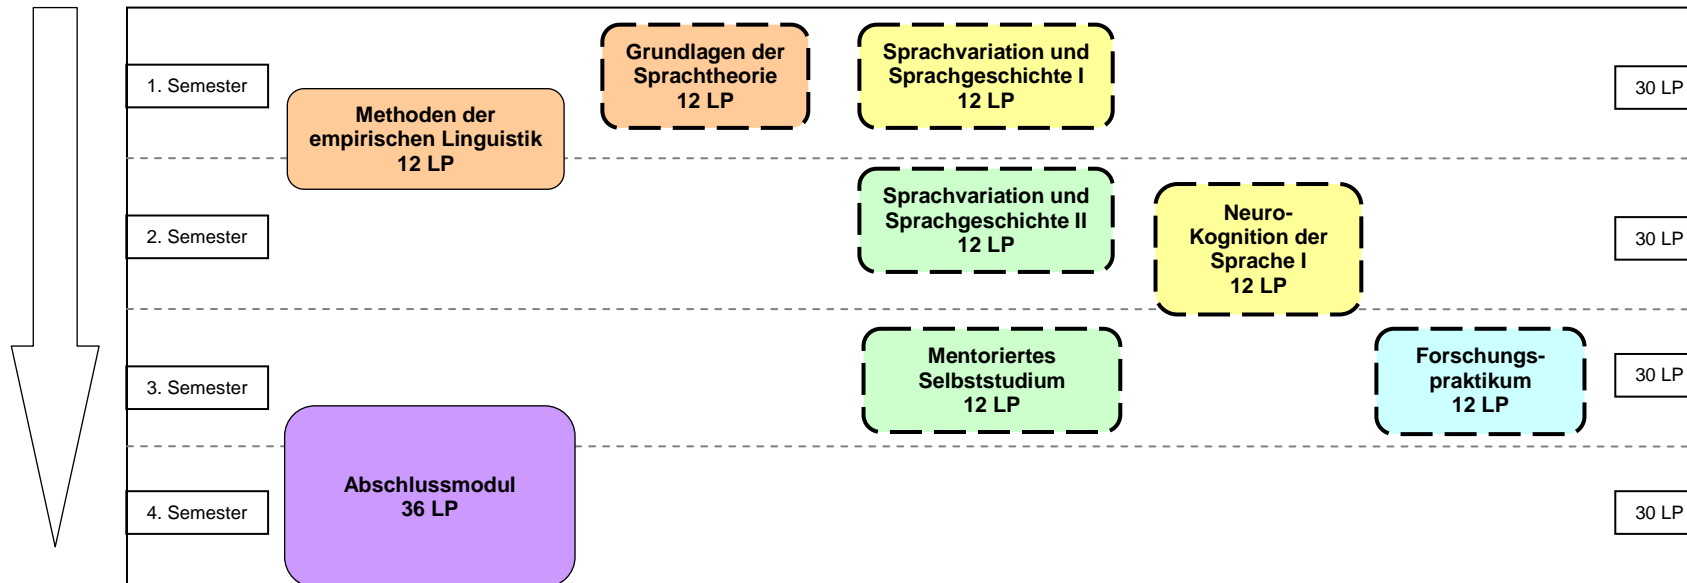 1. Semester
Methoden der
empirischen Linguistik
12 LP
Grundlagen der
Sprachtheorie
12 LP
Sprachvariation und
Sprachgeschichte I
12 LP
30 LP
2. Semester
Sprachvariation und
Sprachgeschichte II
12 LP
Neuro-
Kognition der
Sprache I
12 LP
30 LP
3. Semester
Mentoriertes
Selbststudium
12 LP
Forschungs-
praktikum
12 LP
30 LP
4. Semester
Abschlussmodul
36 LP
30 LP